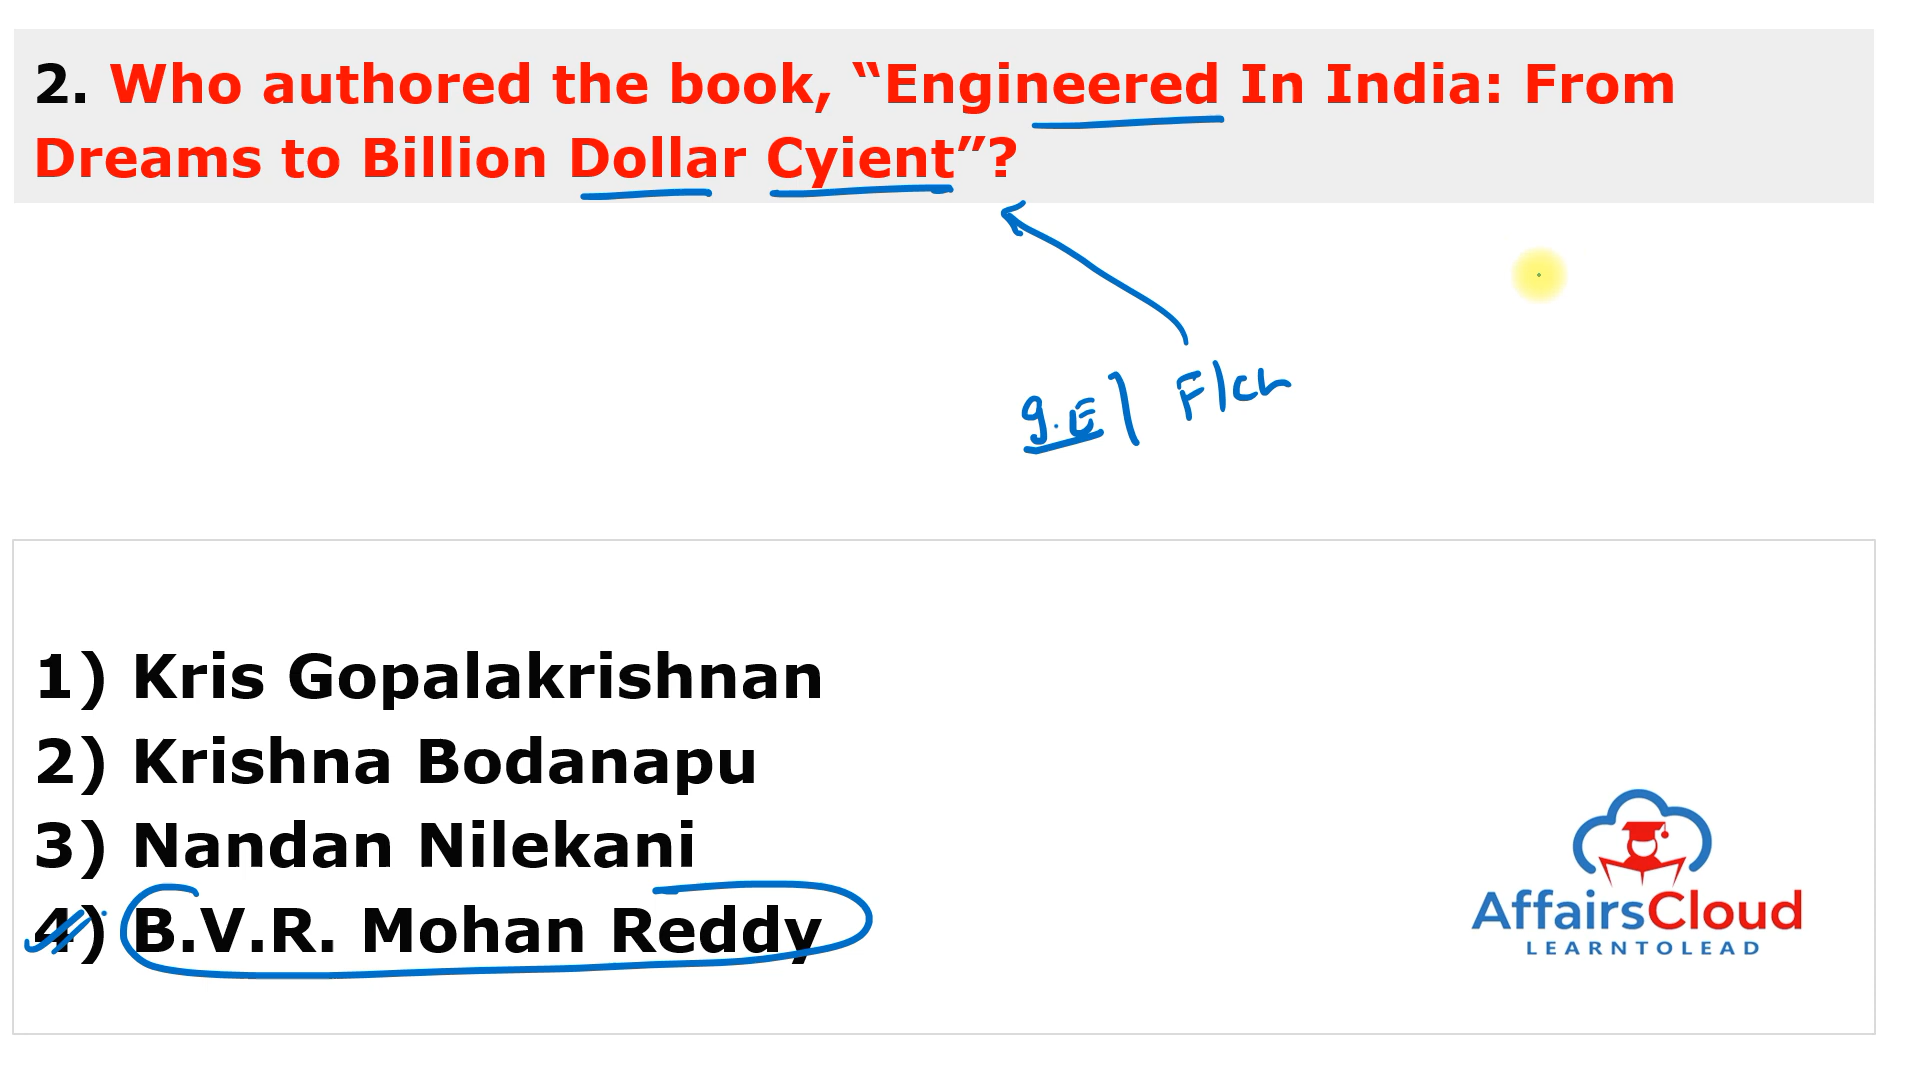 2. Who authored the book, “Engineered In India: From
Dreams to Billion Dollar Cyient”?
g.E F/ch
1) Kris Gopalakrishnan
2) Krishna Bodanapu
3) Nandan Nilekani
4) B.V.R. Mohan Reddy
AffairsCloud
LEARNTOLEAD